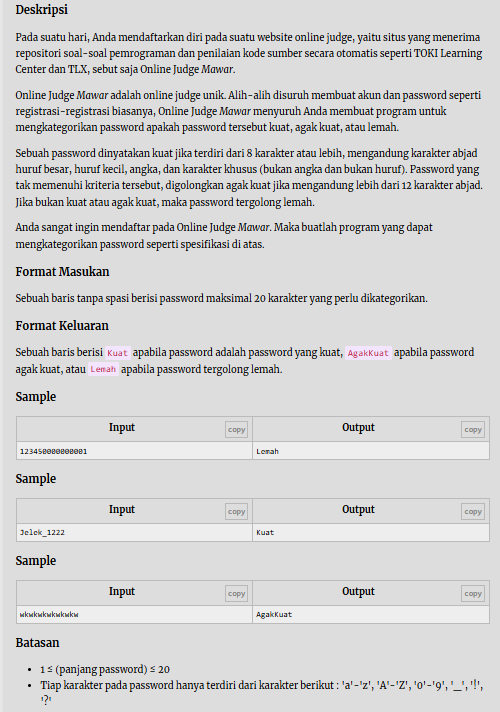 Deskripsi
Pada suatu hari, Anda mendaftarkan diri pada suatu website online judge, yaitu situs yang menerima
repositori soal-soal pemrograman dan penilaian kode sumber secara otomatis seperti TOKI Learning
Center dan TLX, sebut saja Online Judge Mawar.
Online Judge Mawar adalah online judge unik. Alih-alih disuruh membuat akun dan password seperti
registrasi-registrasi biasanya, Online Judge Mawar menyuruh Anda membuat program untuk
mengkategorikan password apakah password tersebut kuat, agak kuat, atau lemah.
Sebuah password dinyatakan kuat jika terdiri dari 8 karakter atau lebih, mengandung karakter abjad
huruf besar, huruf kecil, angka, dan karakter khusus (bukan angka dan bukan huruf). Password yang
tak memenuhi kriteria tersebut, digolongkan agak kuat jika mengandung lebih dari 12 karakter abjad.
Jika bukan kuat atau agak kuat, maka password tergolong lemah.
Anda sangat ingin mendaftar pada Online Judge Mawar. Maka buatlah program yang dapat
mengkategorikan password seperti spesifikasi di atas.
Format Masukan
Sebuah baris tanpa spasi berisi password maksimal 20 karakter yang perlu dikategorikan.
Format Keluaran
Sebuah baris berisi Kuat apabila password adalah password yang kuat, AgakKuat apabila password
agak kuat, atau Lemah apabila password tergolong lemah.
Sample
Input copy Output copy
123450000000001 Lemah
Sample
Input copy Output copy
Jelek_1222 Kuat
Sample
Input copy Output copy
wkwkwkwkwkwkw AgakKuat
Batasan
• 1 ≤ (panjang password) ≤ 20
• Tiap karakter pada password hanya terdiri dari karakter berikut : 'a'-'z', 'A'-'Z', '0'-'9', '_', '!',
'?'